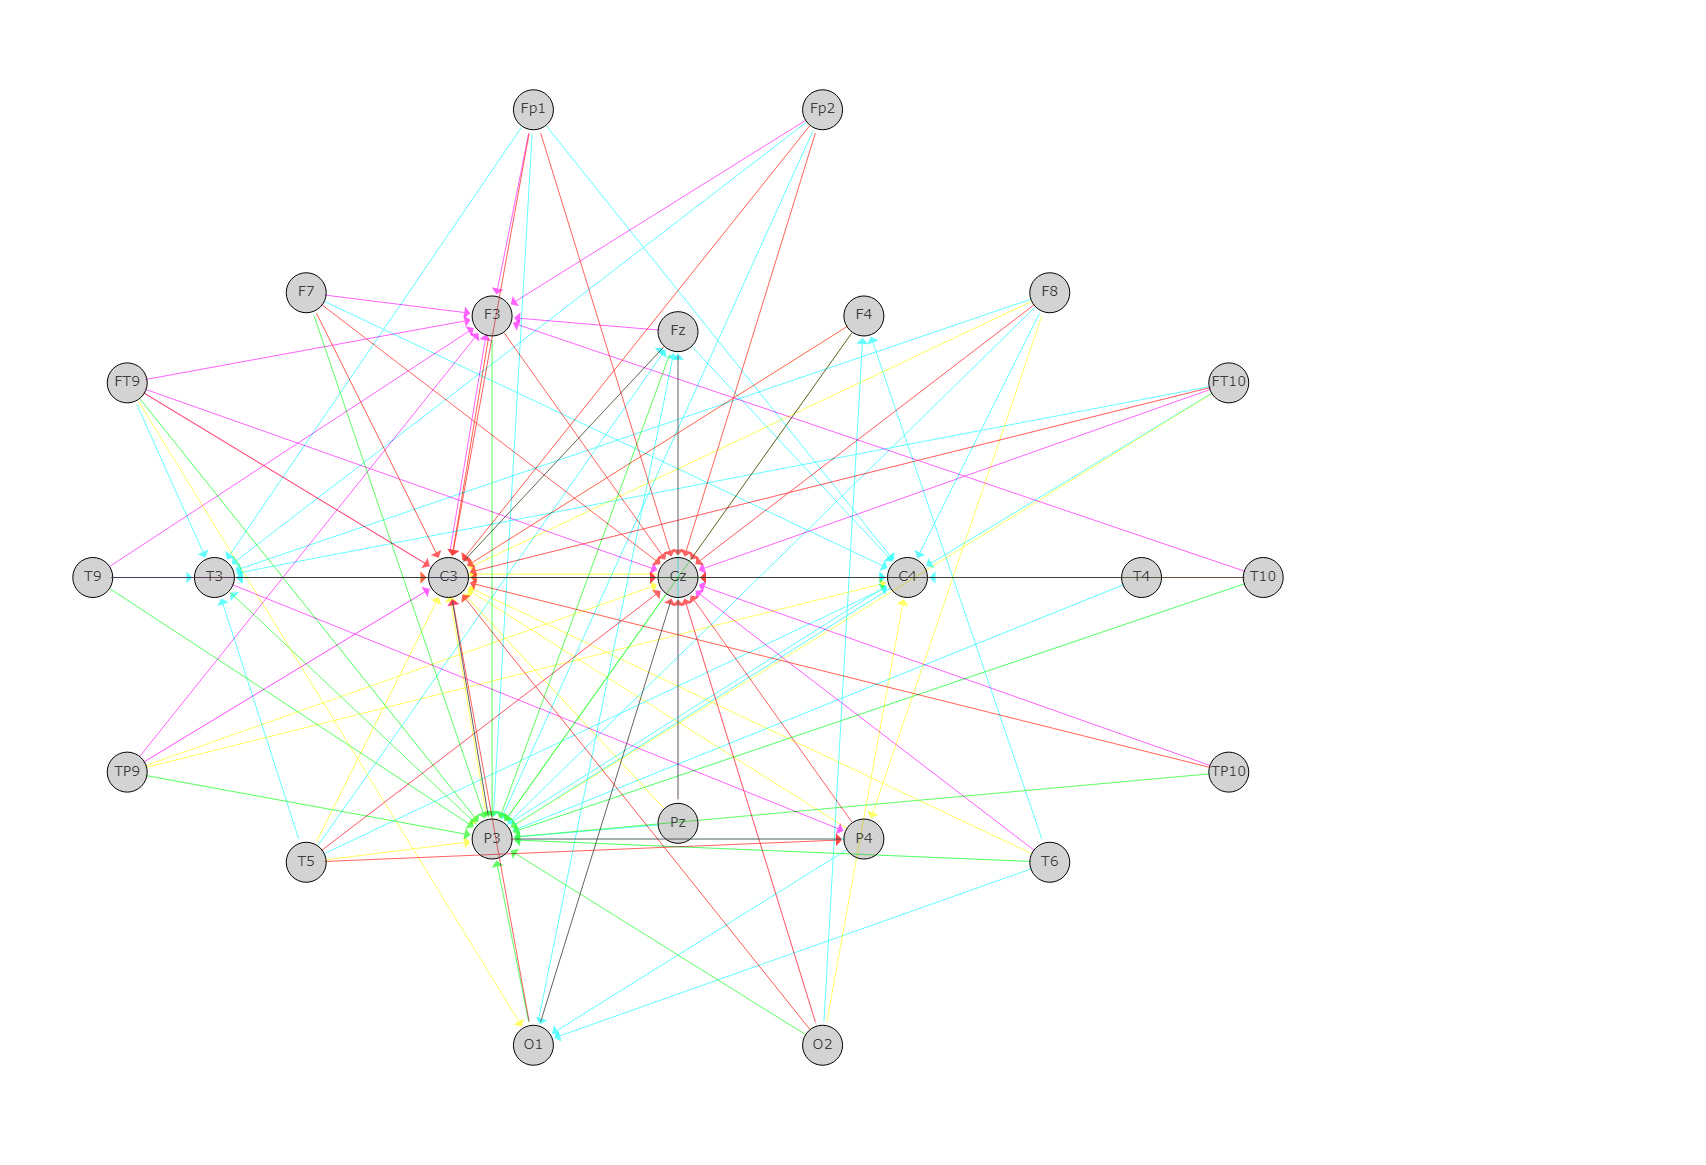 Fp1 Fp2
F7 F3 Fz F4 F8
FT9 FT10
T9 T3 C3 Cz C4 T4 T10
TP9 TP10
T5 P3 Pz P4 T6
O1 O2